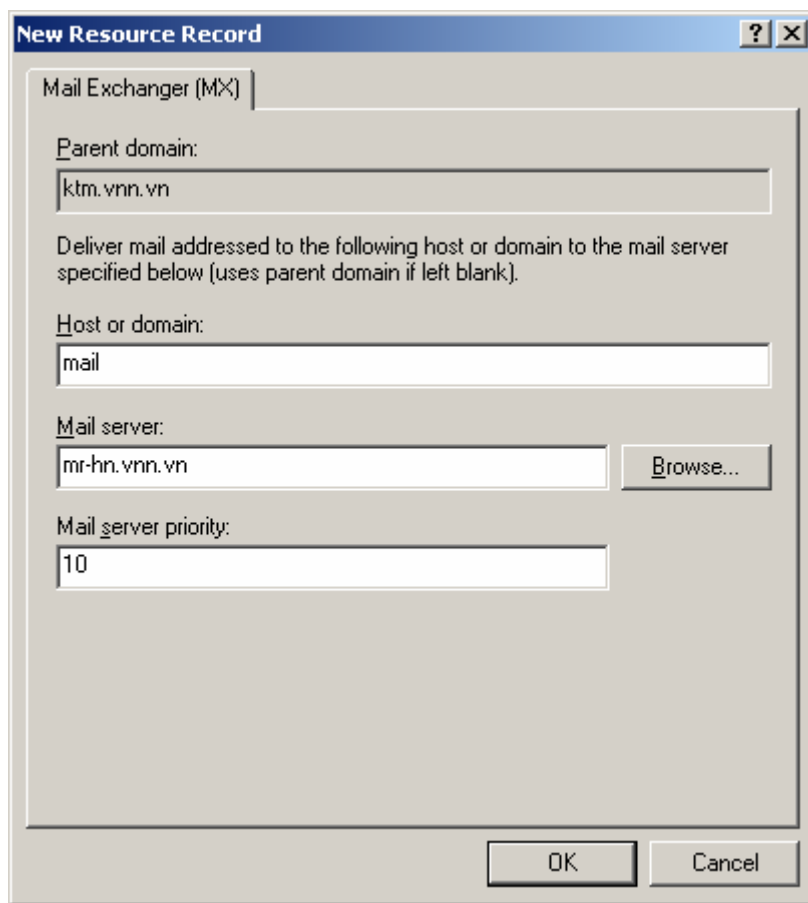 New Resource Record
Mail Exchanger (MX)
Parent domain:
ktm.vnn.vn
Deliver mail addressed to the following host or domain to the mail server
specified below (uses parent domain if left blank).
Host or domain:
mail
Mail server:
mr-hn.vnn.vn
Browse...
Mail server priority:
10
OK
Cancel